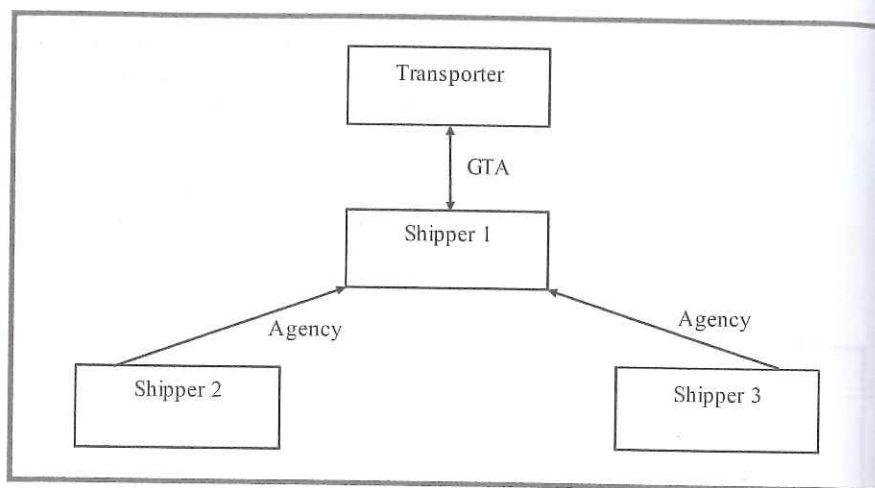 Transporter
GTA
Shipper 1
Agency
Agency
Shipper 2
Shipper 3